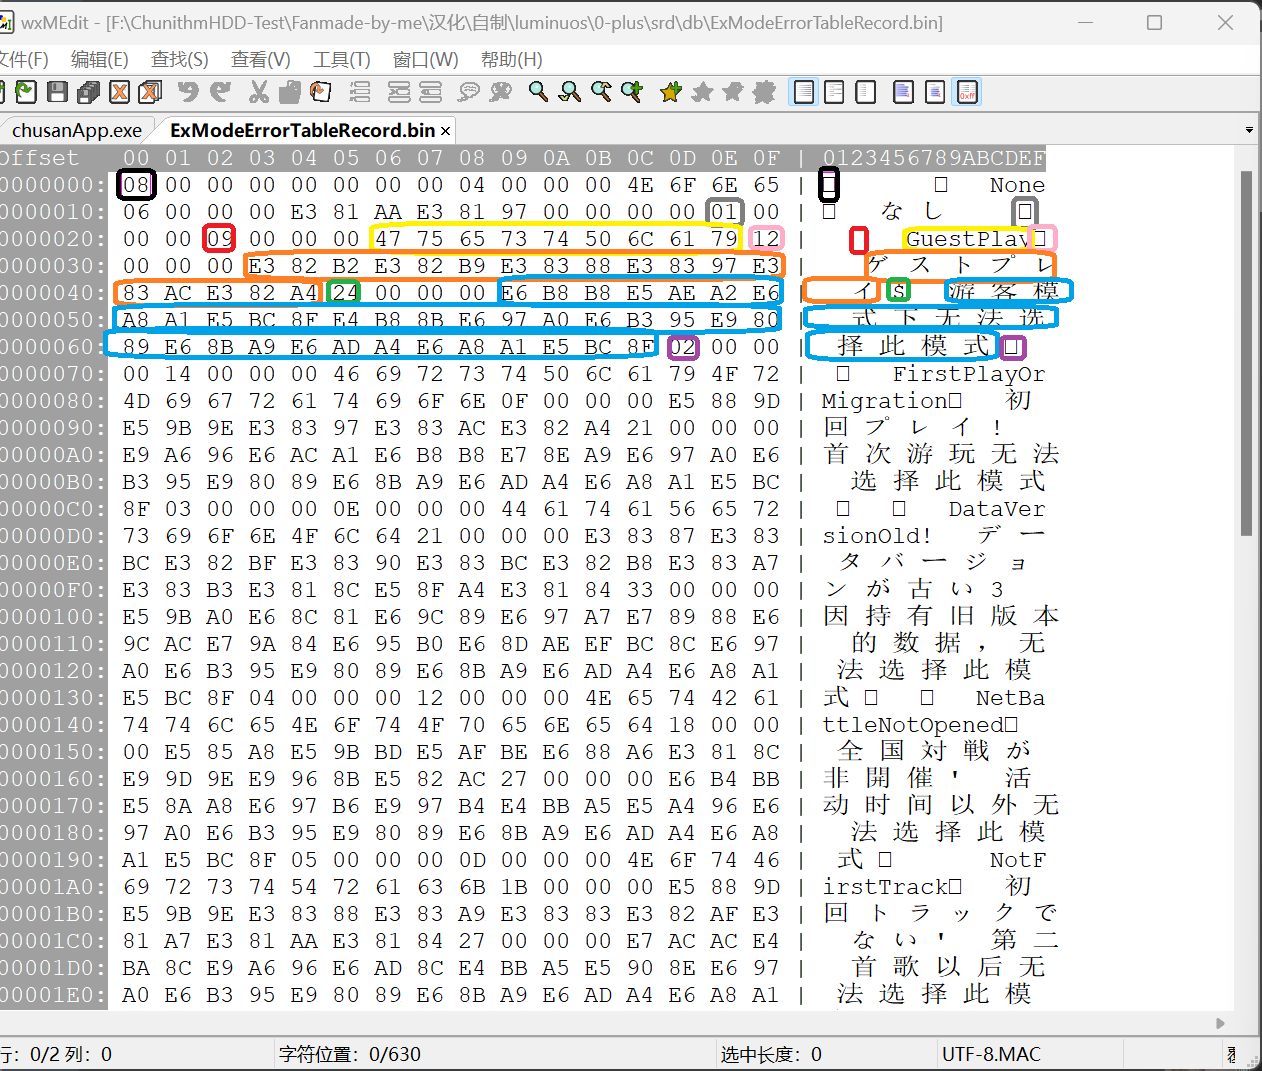 wxMEdit - [F:\ChunithmHDD-Test\Fanmade-by-me\汉化\自制\luminuos\0-plus\srd\db\ExModeErrorTableRecord.bin]
文件(F) 编辑(E) 查找(S) 查看(V) 工具(T) 窗口(W) 帮助(H)
chusanApp.exe ExModeErrorTableRecord.bin ×
Offset 00 01 02 03 04 05 06 07 08 09 0A 0B 0C 0D 0E 0F | 0123456789ABCDEF
0000000: 08 00 00 00 00 00 00 00 04 00 00 00 4E 6F 6E 65 | □ □ None
0000010: 06 00 00 00 E3 81 AA E3 81 97 00 00 00 00 01 00 | □ なし □
0000020: 00 00 09 00 00 00 47 75 65 73 74 50 6C 61 79 12 | GuestPlay□
0000030: 00 00 00 E3 82 B2 E3 82 B9 E3 83 88 E3 83 97 E3 | ゲストプレ
0000040: 83 AC E3 82 A4 24 00 00 00 E6 B8 B8 E5 AE A2 E6 | イ$ 游客模
0000050: A8 A1 E5 BC 8F E4 B8 8B E6 97 A0 E6 B3 95 E9 80 | 式下无法选
0000060: 89 E6 8B A9 E6 AD A4 E6 A8 A1 E5 BC 8F 02 00 00 | 择此模式□
0000070: 00 14 00 00 00 46 69 72 73 74 50 6C 61 79 4F 72 | □ FirstPlayOr
0000080: 4D 69 67 72 61 74 69 6F 6E 0F 00 00 00 E5 88 9D | Migration□ 初
0000090: E5 9B 9E E3 83 97 E3 83 AC E3 82 A4 21 00 00 00 | 回プレイ!
00000A0: E9 A6 96 E6 AC A1 E6 B8 B8 E7 8E A9 E6 97 A0 E6 | 首次游玩无法
00000B0: B3 95 E9 80 89 E6 8B A9 E6 AD A4 E6 A8 A1 E5 BC | 选择此模式
00000C0: 8F 03 00 00 00 0E 00 00 00 44 61 74 61 56 65 72 | □ □ DataVer
00000D0: 73 69 6F 6E 4F 6C 64 21 00 00 00 E3 83 87 E3 83 | sionOld! デー
00000E0: BC E3 82 BF E3 83 90 E3 83 BC E3 82 B8 E3 83 A7 | タバージョ
00000F0: E3 83 B3 E3 81 8C E5 8F A4 E3 81 84 33 00 00 00 | ンが古い3
0000100: E5 9B A0 E6 8C 81 E6 9C 89 E6 97 A7 E7 89 88 E6 | 因持有旧版本
0000110: 9C AC E7 9A 84 E6 95 B0 E6 8D AE EF BC 8C E6 97 | 的数据，无
0000120: A0 E6 B3 95 E9 80 89 E6 8B A9 E6 AD A4 E6 A8 A1 | 法选择此模
0000130: E5 BC 8F 04 00 00 00 12 00 00 00 4E 65 74 42 61 | 式□ □ NetBa
0000140: 74 74 6C 65 4E 6F 74 4F 70 65 6E 65 64 18 00 00 | ttleNotOpened□
0000150: 00 E5 85 A8 E5 9B BD E5 AF BE E6 88 A6 E3 81 8C | 全国対戦が
0000160: E9 9D 9E E9 96 8B E5 82 AC 27 00 00 00 E6 B4 BB | 非開催' 活
0000170: E5 8A A8 E6 97 B6 E9 97 B4 E4 BB A5 E5 A4 96 E6 | 动时间以外无
0000180: 97 A0 E6 B3 95 E9 80 89 E6 8B A9 E6 AD A4 E6 A8 | 法选择此模
0000190: A1 E5 BC 8F 05 00 00 00 0D 00 00 00 4E 6F 74 46 | 式□ NotF
00001A0: 69 72 73 74 54 72 61 63 6B 1B 00 00 00 E5 88 9D | irstTrack□ 初
00001B0: E5 9B 9E E3 83 88 E3 83 A9 E3 83 83 E3 82 AF E3 | 回トラックで
00001C0: 81 A7 E3 81 AA E3 81 84 27 00 00 00 E7 AC AC E4 | ない' 第二
00001D0: BA 8C E9 A6 96 E6 AD 8C E4 BB A5 E5 90 8E E6 97 | 首歌以后无
00001E0: A0 E6 B3 95 E9 80 89 E6 8B A9 E6 AD A4 E6 A8 A1 | 法选择此模
行: 0/2 列: 0 字符位置: 0/630 选中长度: 0 UTF-8.MAC